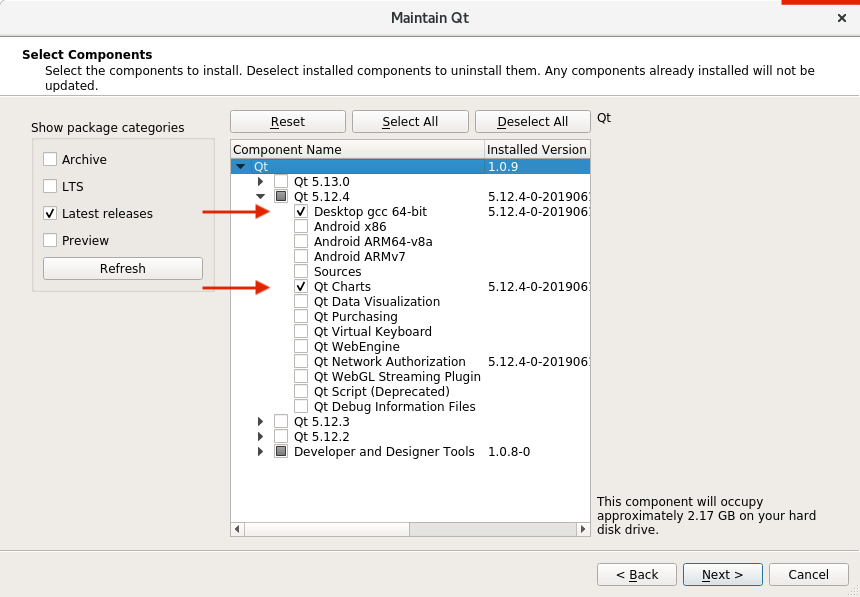 Maintain Qt
Select Components
Select the components to install. Deselect installed components to uninstall them. Any components already installed will not be
updated.
Show package categories
Archive
LTS
Latest releases
Preview
Refresh
Reset Select All Deselect All
Component Name Installed Version
Qt 1.0.9
Qt 5.13.0
Qt 5.12.4 5.12.4-0-201906
Desktop gcc 64-bit 5.12.4-0-201906
Android x86
Android ARM64-v8a
Android ARMv7
Sources
Qt Charts 5.12.4-0-201906
Qt Data Visualization
Qt Purchasing
Qt Virtual Keyboard
Qt WebEngine
Qt Network Authorization 5.12.4-0-201906
Qt WebGL Streaming Plugin
Qt Script (Deprecated)
Qt Debug Information Files
Qt 5.12.3
Qt 5.12.2
Developer and Designer Tools 1.0.8-0
Qt
This component will occupy
approximately 2.17 GB on your hard
disk drive.
< Back Next > Cancel